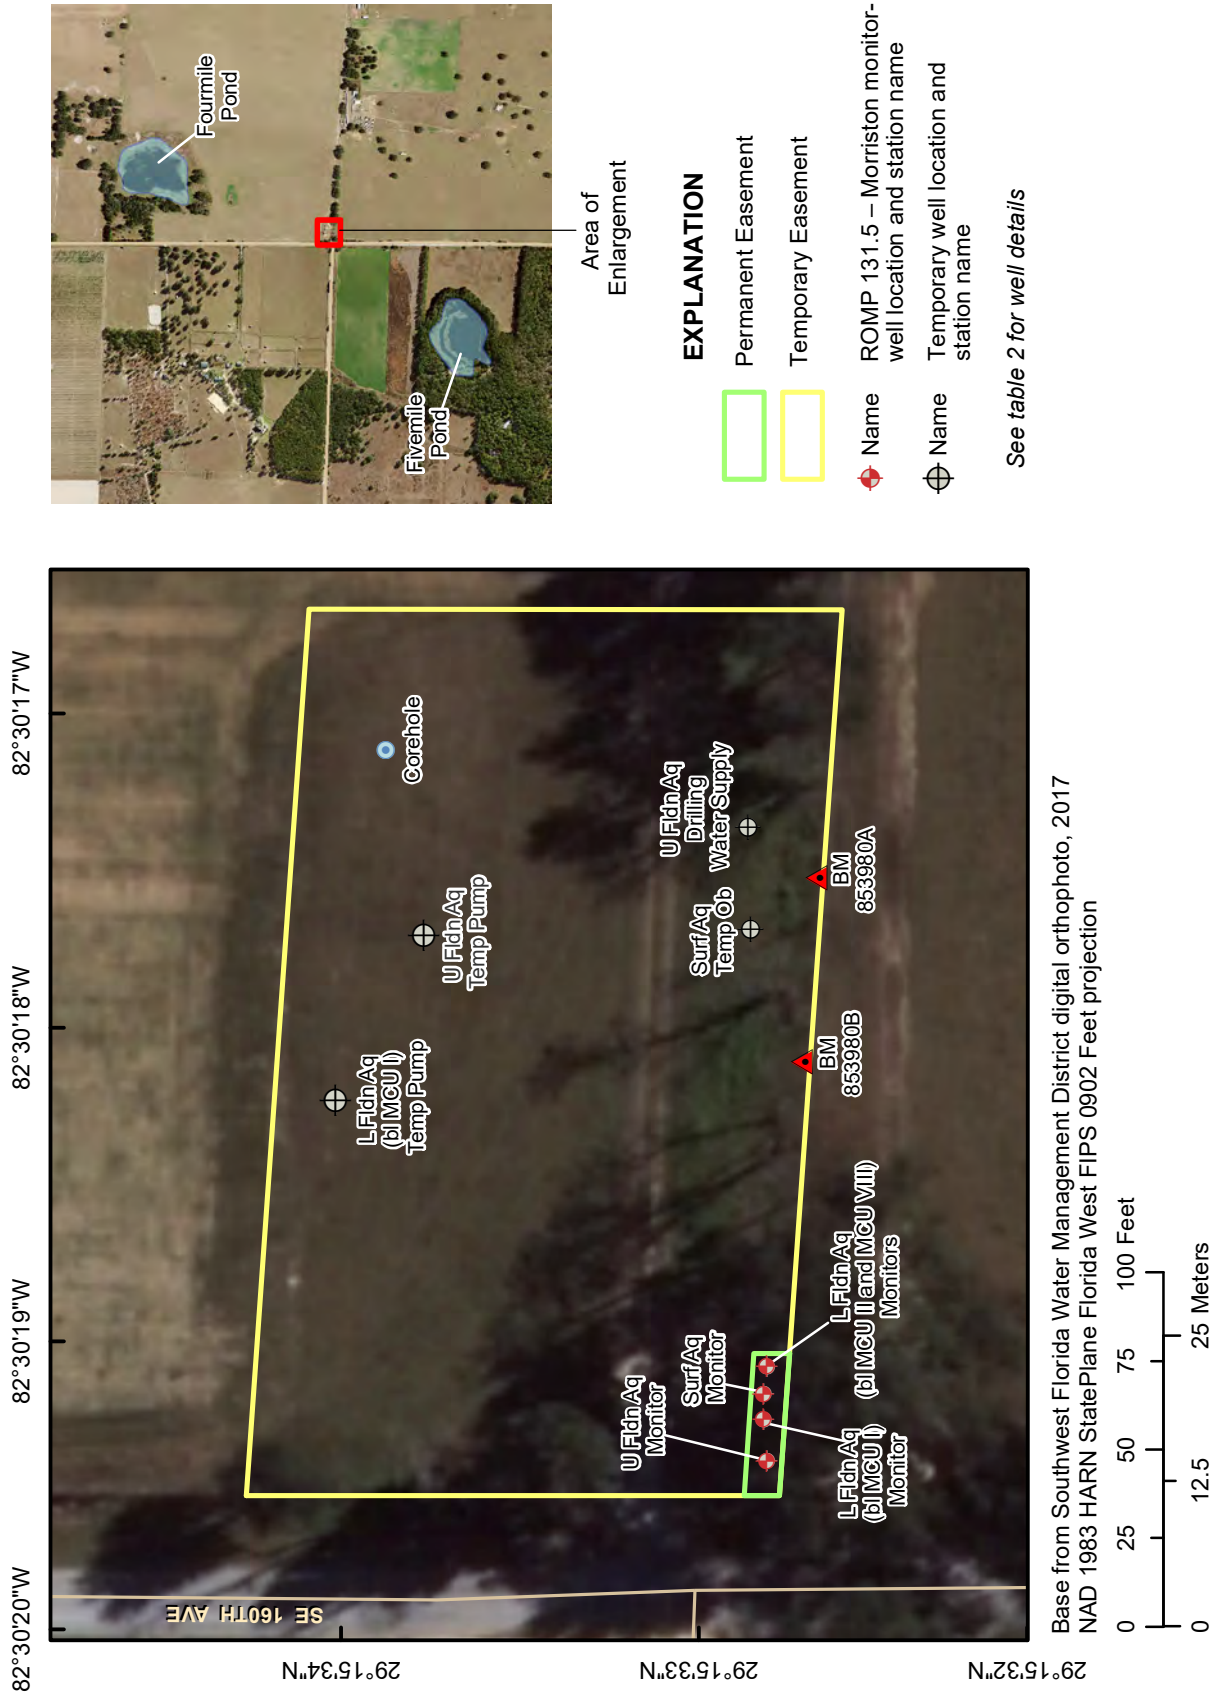 82°30'20"W
82°30'19"W
82°30'18"W
82°30'17"W
29°15'34"N
29°15'33"N
29°15'32"N
SE 160TH AVE
L Fldn Aq
(bl MCU I)
Temp Pump
U Fldn Aq
Temp Pump
Corehole
U Fldn Aq
Monitor
Surf Aq
Monitor
L Fldn Aq
(bl MCU I)
Monitor
L Fldn Aq
(bl MCU II and MCU VIII)
Monitors
Surf Aq
Temp Ob
U Fldn Aq
Drilling
Water Supply
BM
853980B
BM
853980A
Base from Southwest Florida Water Management District digital orthophoto, 2017
NAD 1983 HARN StatePlane Florida West FIPS 0902 Feet projection
0 25 50 75 100 Feet
0 12.5 25 Meters
Fourmile
Pond
Fivemile
Pond
Area of
Enlargement
EXPLANATION
Permanent Easement
Temporary Easement
Name ROMP 131.5 – Morriston monitor-
well location and station name
Name Temporary well location and
station name
See table 2 for well details